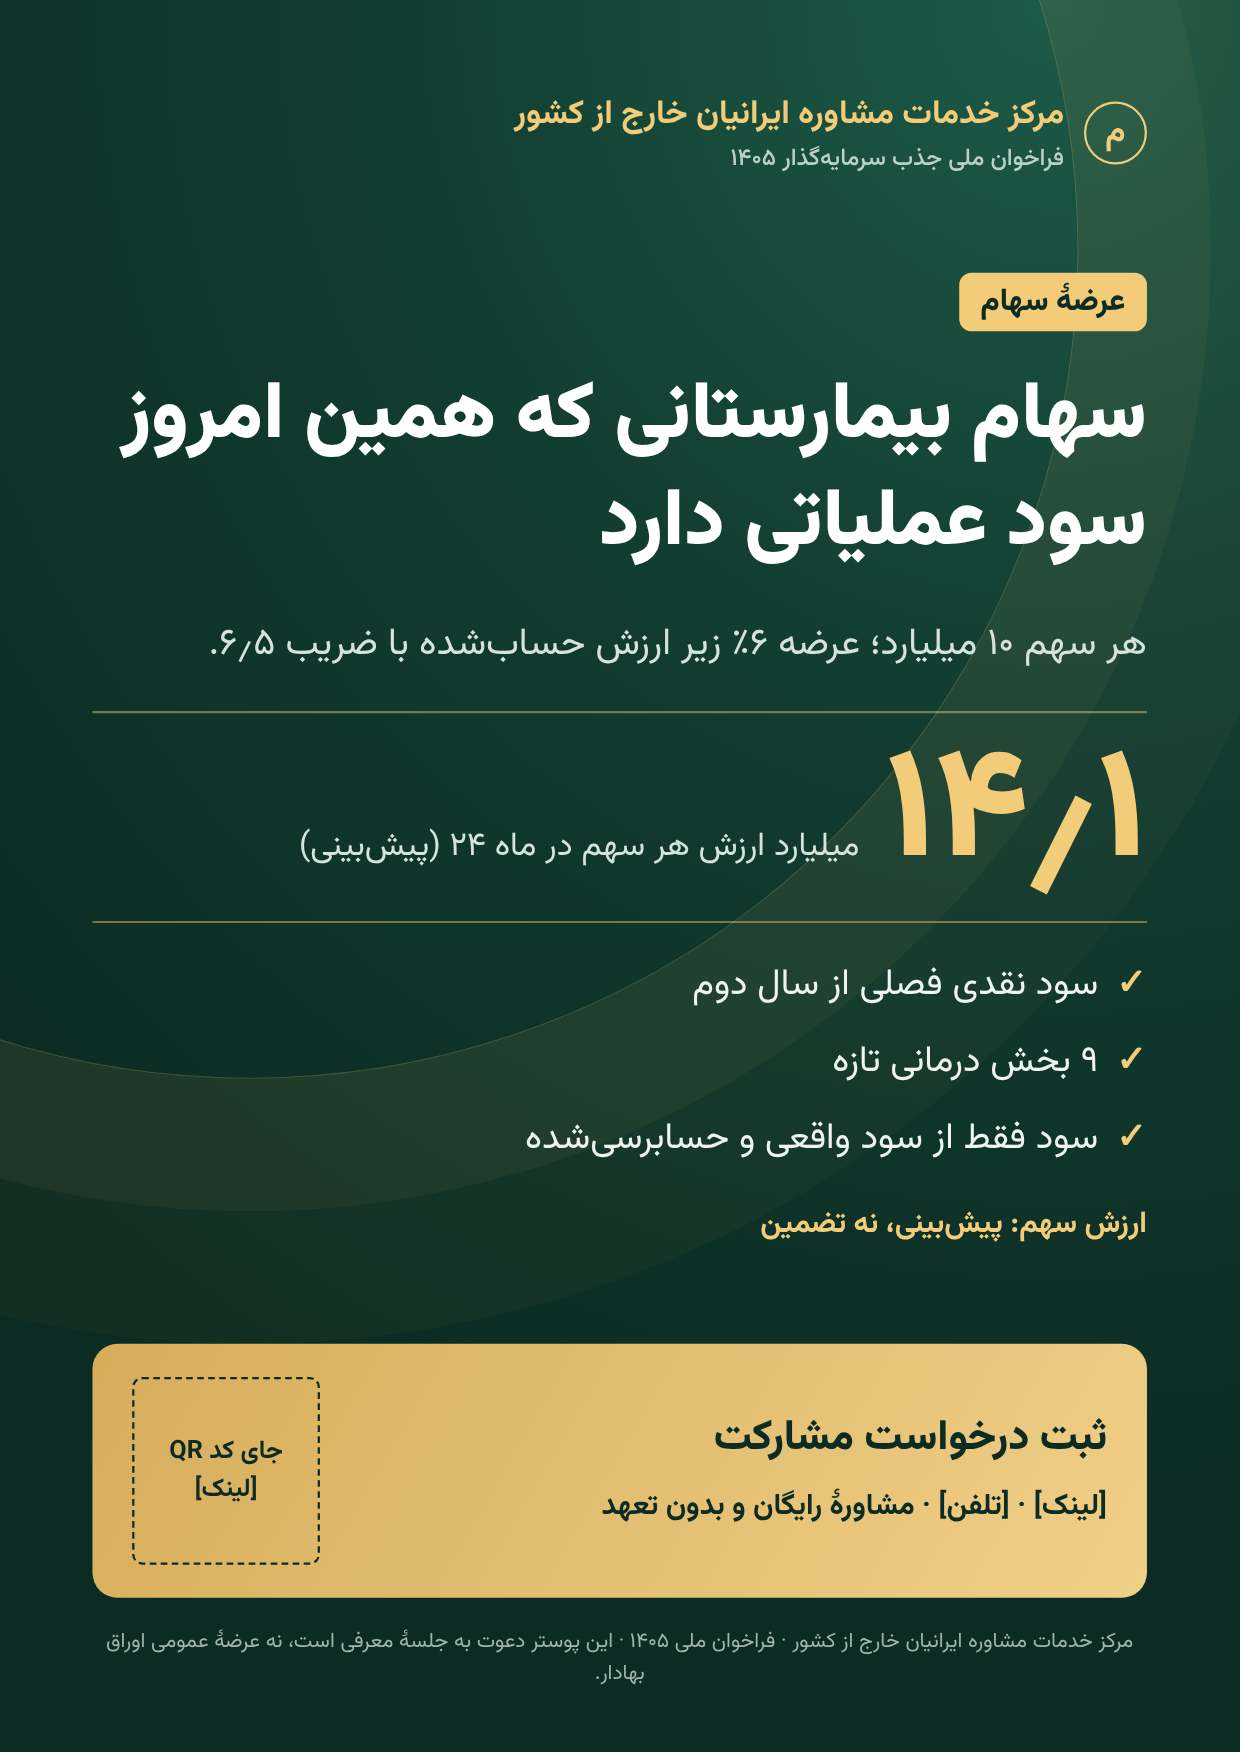 م
مرکز خدمات مشاوره ایرانیان خارج از کشور
فراخوان ملی جذب سرمایه‌گذار ۱۴۰۵
عرضهٔ سهام
سهام بیمارستانی که همین امروز
سود عملیاتی دارد
هر سهم ۱۰ میلیارد؛ عرضه ۶٪ زیر ارزش حساب‌شده با ضریب ۶٫۵.
۱۴٫۱
میلیارد ارزش هر سهم در ماه ۲۴ (پیش‌بینی)
✓ سود نقدی فصلی از سال دوم
✓ ۹ بخش درمانی تازه
✓ سود فقط از سود واقعی و حسابرسی‌شده
ارزش سهم: پیش‌بینی، نه تضمین
ثبت درخواست مشارکت
[لینک] · [تلفن] · مشاورهٔ رایگان و بدون تعهد
جای کد QR
[لینک]
مرکز خدمات مشاوره ایرانیان خارج از کشور · فراخوان ملی ۱۴۰۵ · این پوستر دعوت به جلسهٔ معرفی است، نه عرضهٔ عمومی اوراق
بهادار.